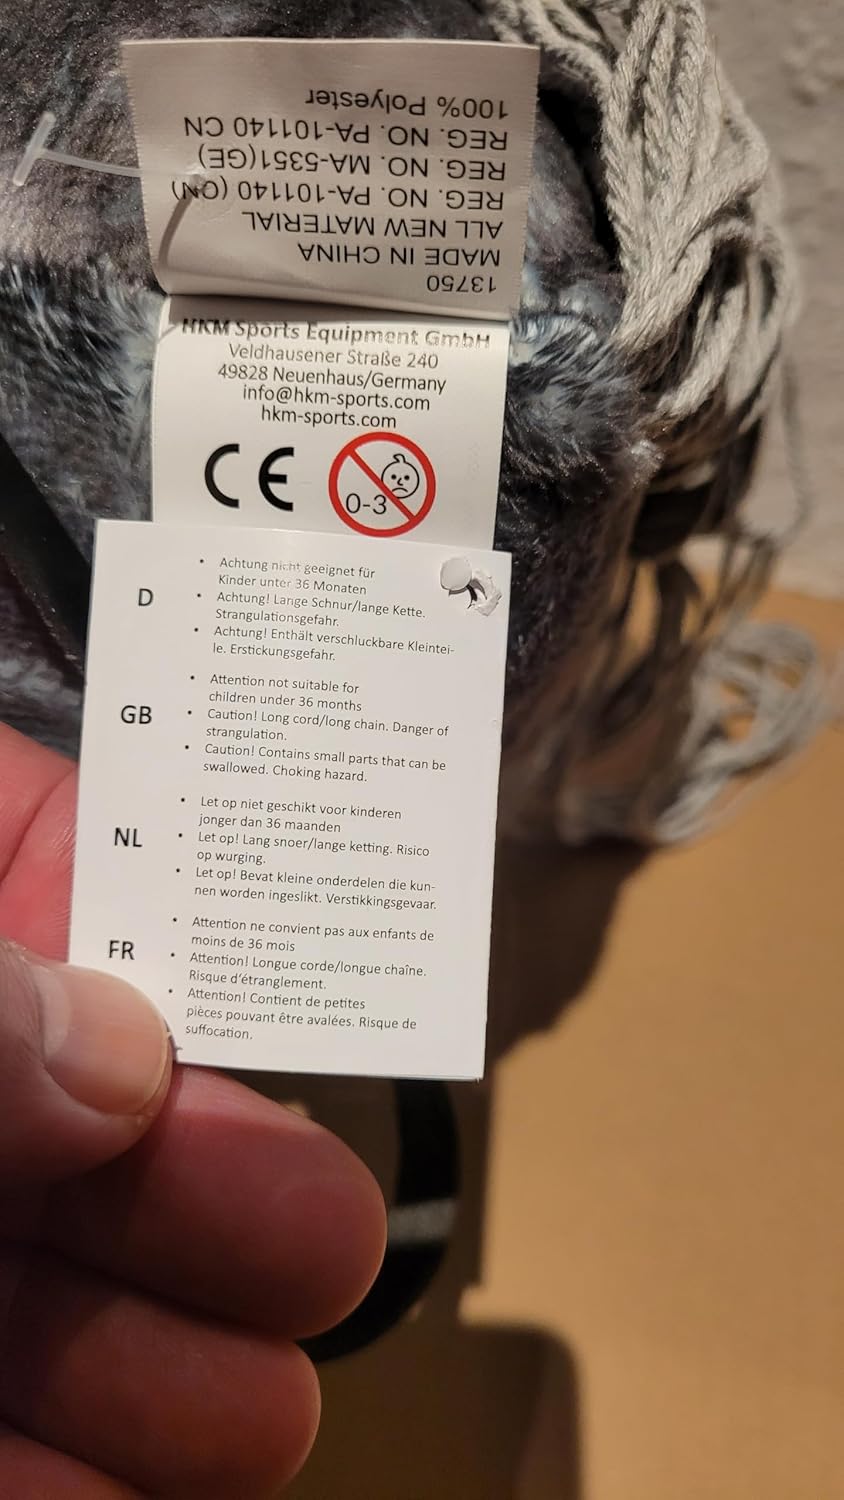 13750
MADE IN CHINA
ALL NEW MATERIAL
REG. NO. PA-101140 (CN)
REG. NO. MA-5351(GE)
REG. NO. PA-101140 CN
100% Polyester
HKM Sports Equipment GmbH
Veldhausener Straße 240
49828 Neuenhaus/Germany
info@hkm-sports.com
hkm-sports.com
CE
0-3
D
• Achtung nicht geeignet für
Kinder unter 36 Monaten
• Achtung! Lange Schnur/lange Kette.
Strangulationsgefahr.
• Achtung! Enthält verschluckbare Kleintei-
le. Erstickungsgefahr.
GB
• Attention not suitable for
children under 36 months
• Caution! Long cord/long chain. Danger of
strangulation.
• Caution! Contains small parts that can be
swallowed. Choking hazard.
NL
• Let op niet geschikt voor kinderen
jonger dan 36 maanden
• Let op! Lang snoer/lange ketting. Risico
op wurging.
• Let op! Bevat kleine onderdelen die kun-
nen worden ingeslikt. Verstikkingsgevaar.
FR
• Attention ne convient pas aux enfants de
moins de 36 mois
• Attention! Longue corde/longue chaîne.
Risque d'étranglement.
• Attention! Contient de petites
pièces pouvant être avalées. Risque de
suffocation.